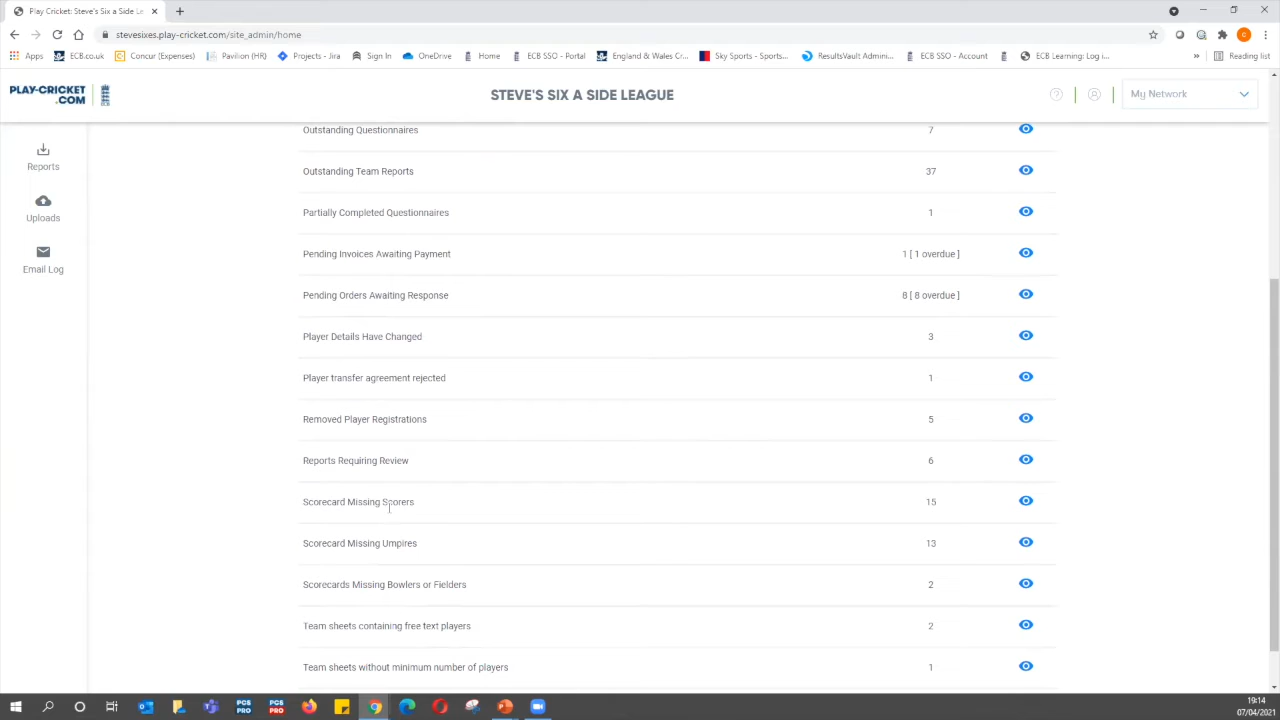 Play Cricket: Steve's Six a Side Le
stevesixes.play-cricket.com/site_admin/home
Apps ECB.co.uk Concur (Expenses) Pavilion (HR) Projects - Jira Sign In OneDrive Home ECB SSO - Portal England & Wales Cr... Sky Sports - Sports... ResultsVault Admini... ECB SSO - Account ECB Learning: Log i... » Reading list
PLAY-CRICKET
.COM
STEVE'S SIX A SIDE LEAGUE
My Network
Reports
Uploads
Email Log
Outstanding Questionnaires 7
Outstanding Team Reports 37
Partially Completed Questionnaires 1
Pending Invoices Awaiting Payment 1 [ 1 overdue ]
Pending Orders Awaiting Response 8 [ 8 overdue ]
Player Details Have Changed 3
Player transfer agreement rejected 1
Removed Player Registrations 5
Reports Requiring Review 6
Scorecard Missing Scorers 15
Scorecard Missing Umpires 13
Scorecards Missing Bowlers or Fielders 2
Team sheets containing free text players 2
Team sheets without minimum number of players 1
PCS PRO PCS PRO
19:14
07/04/2021